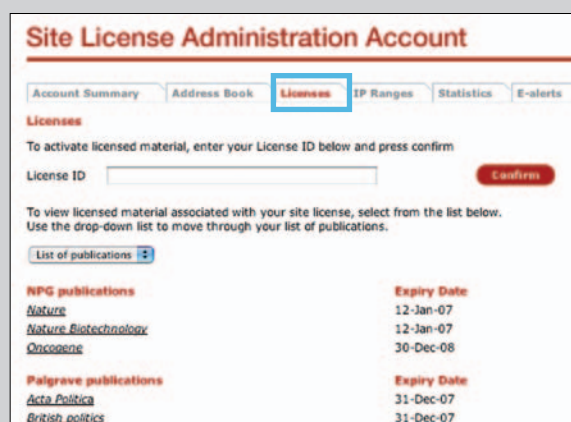 Site License Administration Account
Account Summary Address Book Licenses IP Ranges Statistics E-alerts
Licenses
To activate licensed material, enter your License ID below and press confirm
License ID Confirm
To view licensed material associated with your site license, select from the list below.
Use the drop-down list to move through your list of publications.
List of publications
NPG publications Expiry Date
Nature 12-Jan-07
Nature Biotechnology 12-Jan-07
Oncogene 30-Dec-08
Palgrave publications Expiry Date
Acta Politica 31-Dec-07
British politics 31-Dec-07